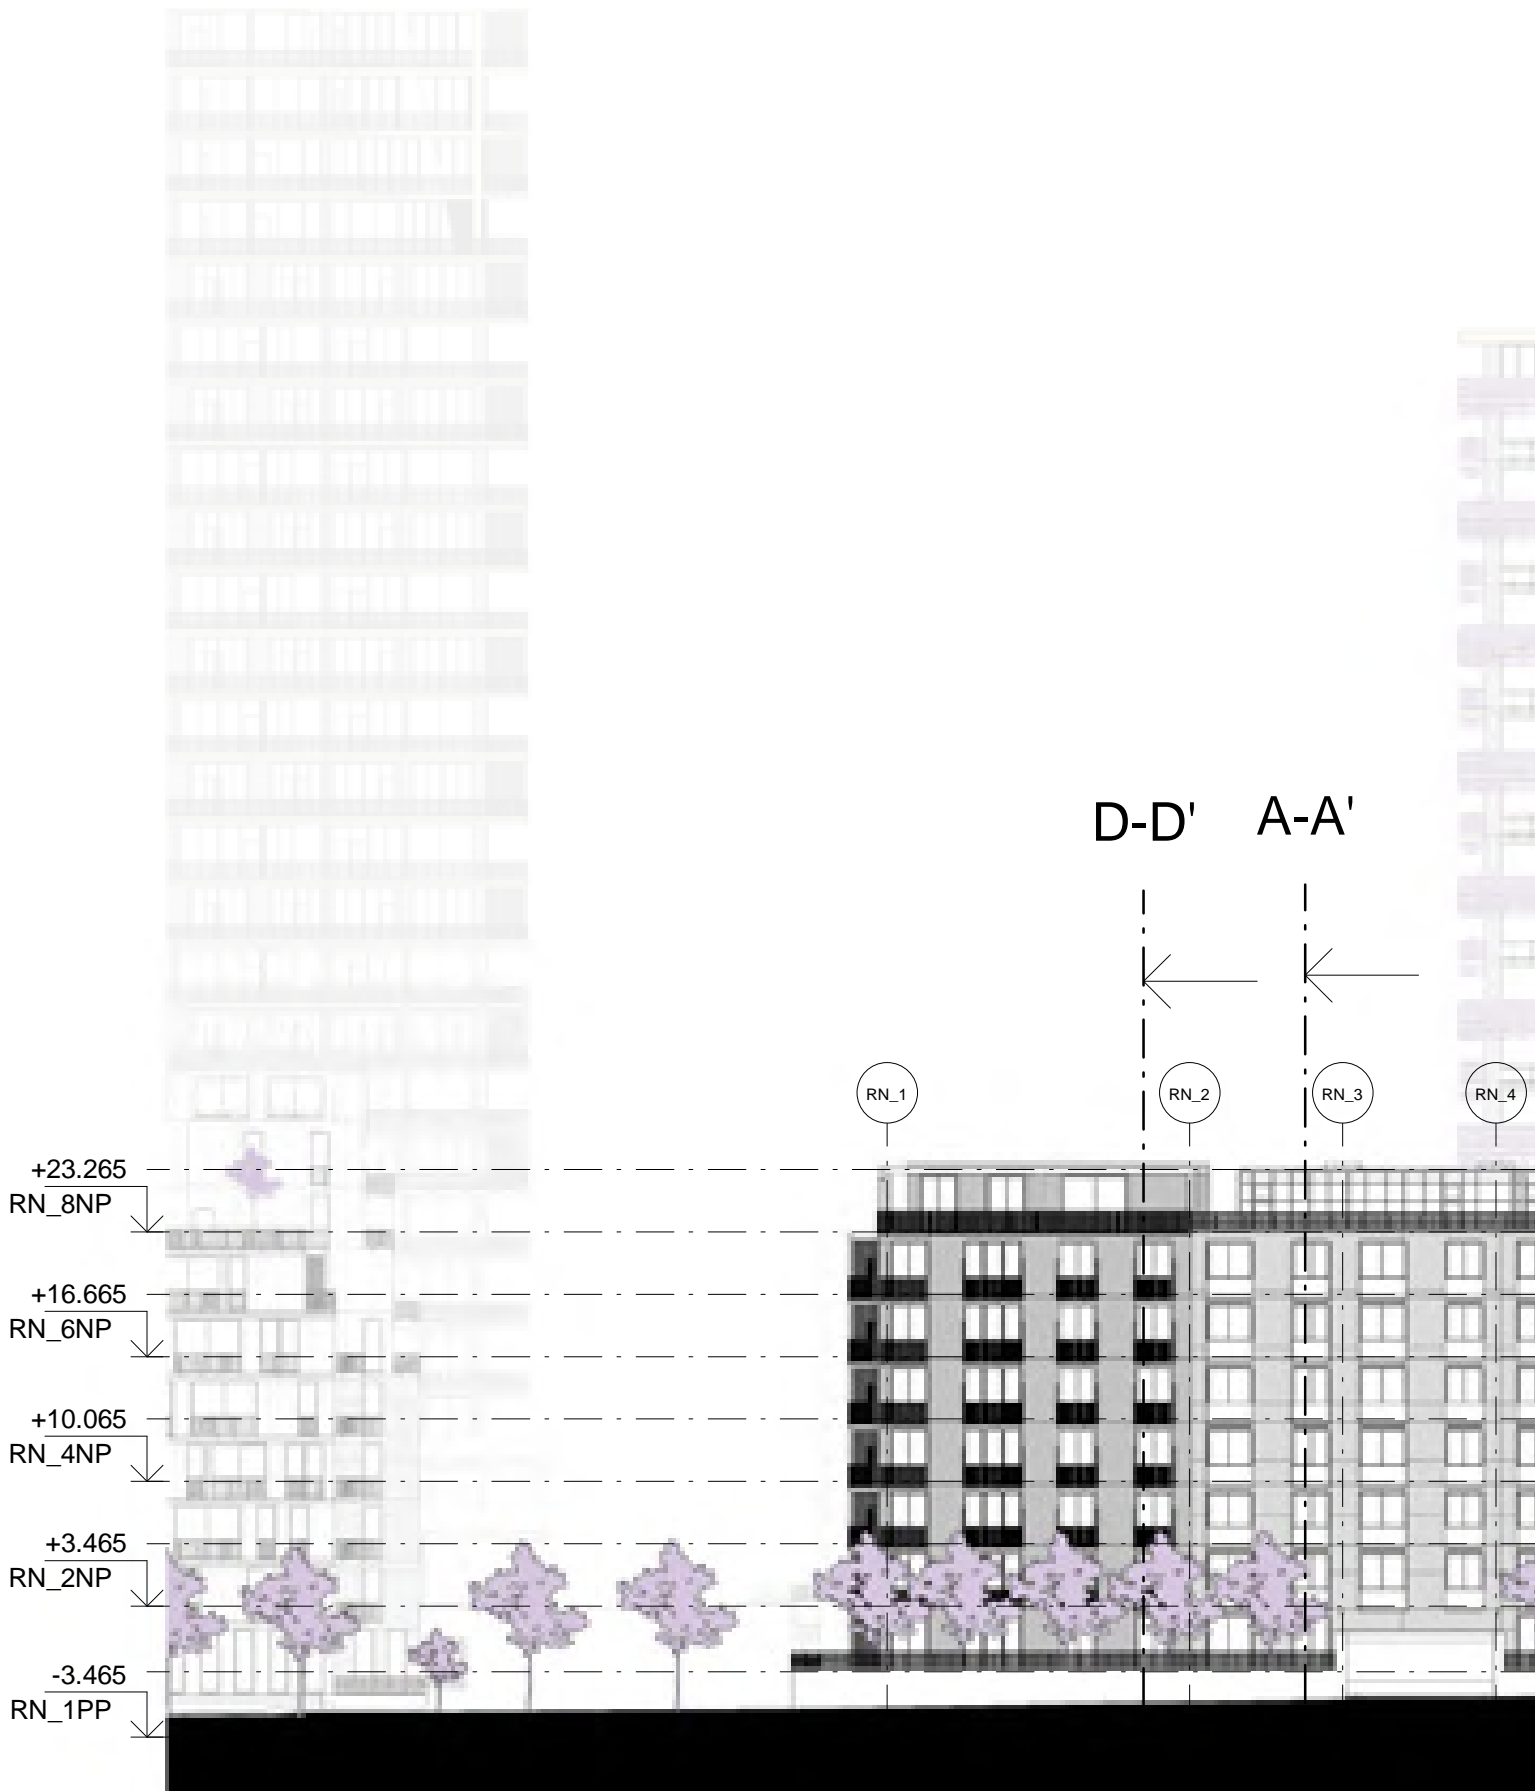 D-D' A-A'
RN_1 RN_2 RN_3 RN_4
+23.265
RN_8NP
+16.665
RN_6NP
+10.065
RN_4NP
+3.465
RN_2NP
-3.465
RN_1PP